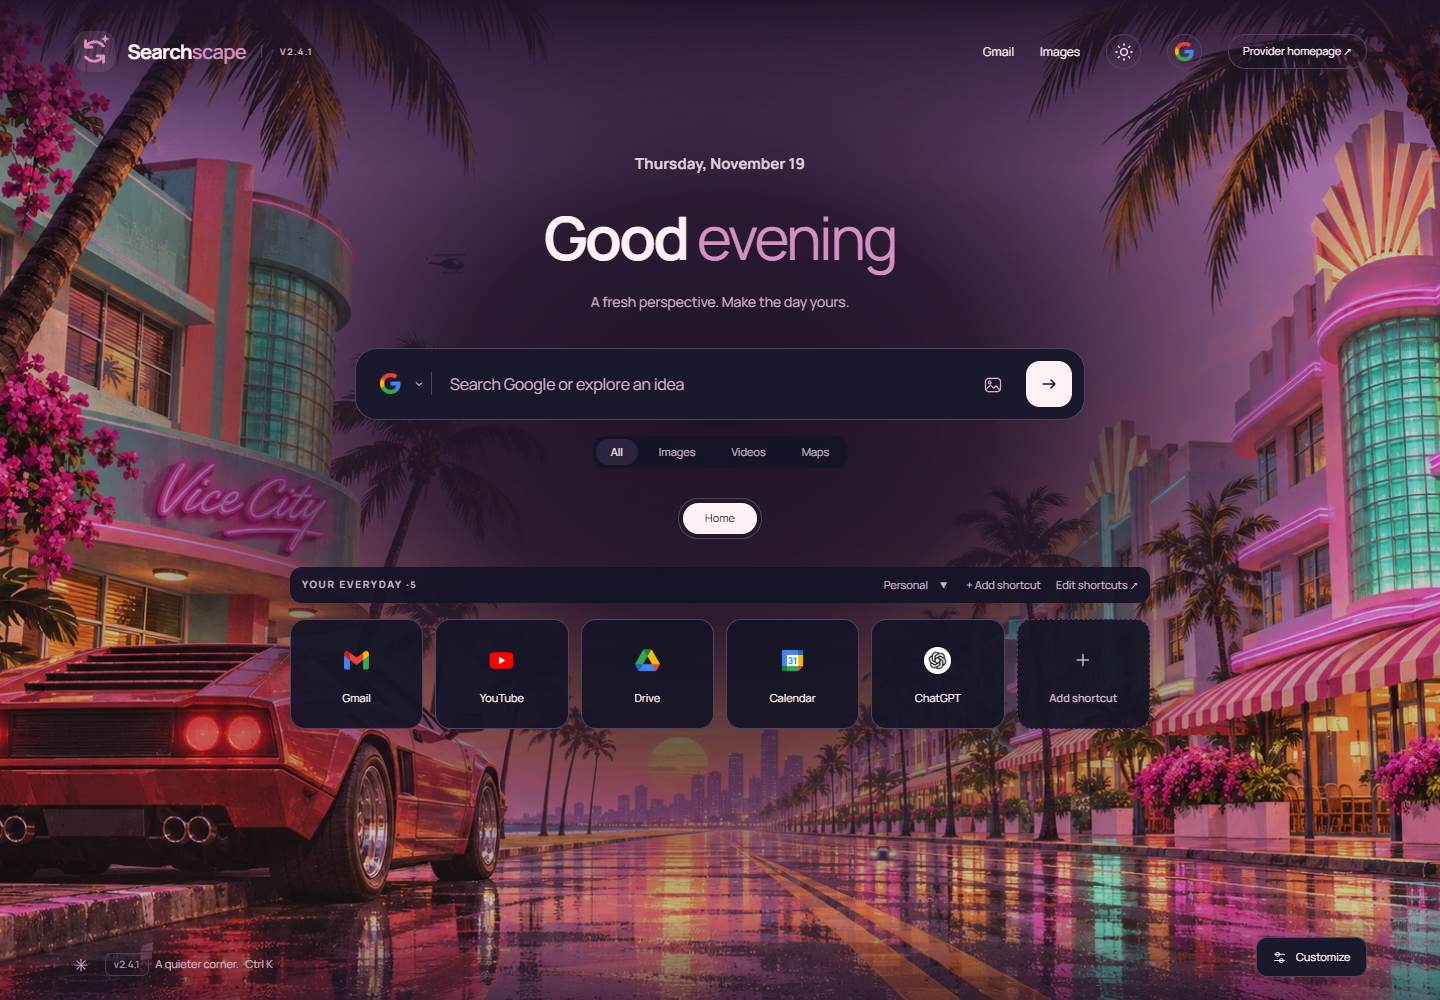 Searchscape V2.4.1
Gmail Images Provider homepage ↗
Thursday, November 19
Good evening
A fresh perspective. Make the day yours.
Search Google or explore an idea
All Images Videos Maps
Vice City
Home
YOUR EVERYDAY ·5 Personal ▼ + Add shortcut Edit shortcuts ↗
31
Gmail YouTube Drive Calendar ChatGPT Add shortcut
v2.4.1 A quieter corner. Ctrl K
Customize